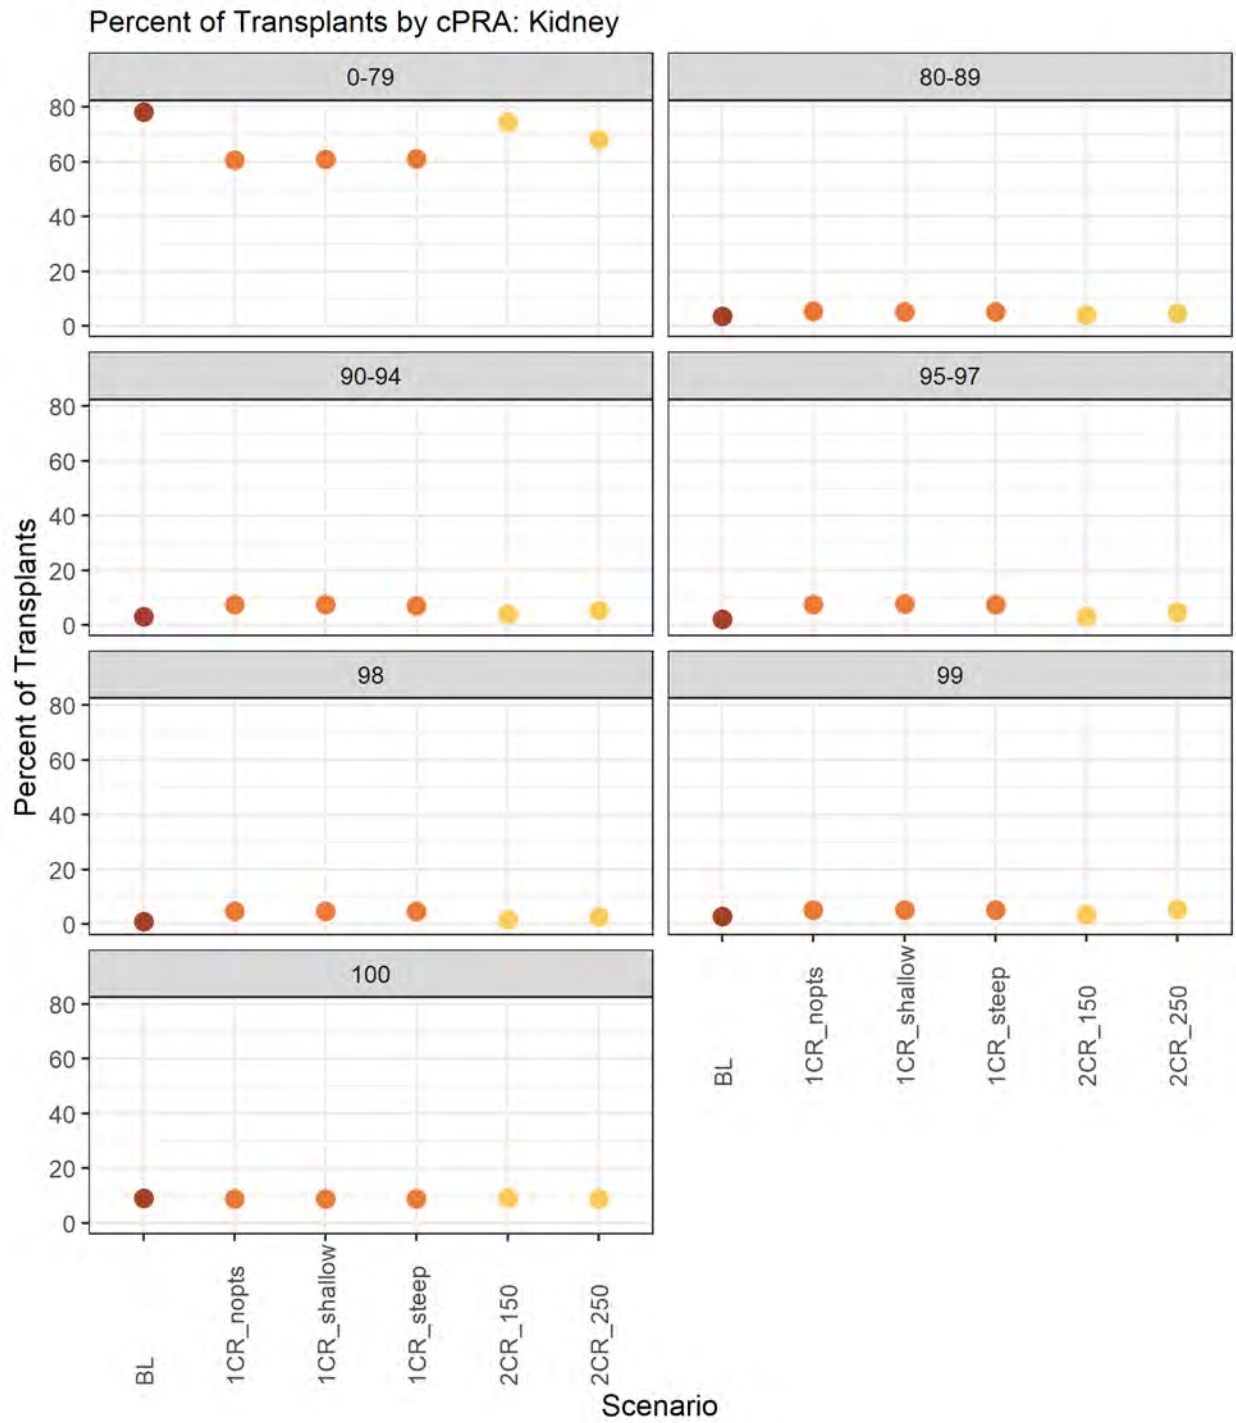 Percent of Transplants by cPRA: Kidney
0-79
80-89
80
60
40
20
0
90-94
95-97
80
60
40
20
0
98
99
80
60
40
20
0
BL
1CR_nopts
1CR_shallow
1CR_steep
2CR_150
2CR_250
100
80
60
40
20
0
BL
1CR_nopts
1CR_shallow
1CR_steep
2CR_150
2CR_250
Percent of Transplants
Scenario